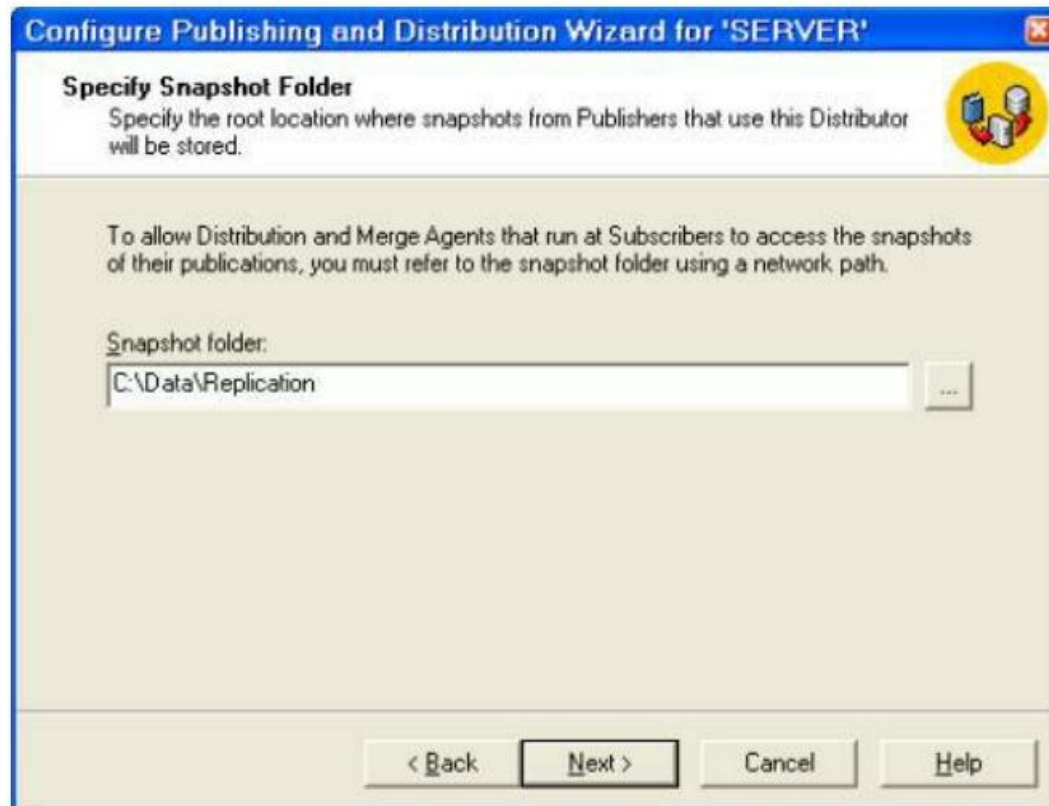 Configure Publishing and Distribution Wizard for 'SERVER'
Specify Snapshot Folder
Specify the root location where snapshots from Publishers that use this Distributor
will be stored.
To allow Distribution and Merge Agents that run at Subscribers to access the snapshots
of their publications, you must refer to the snapshot folder using a network path.
Snapshot folder:
C:\Data\Replication
...
< Back
Next >
Cancel
Help